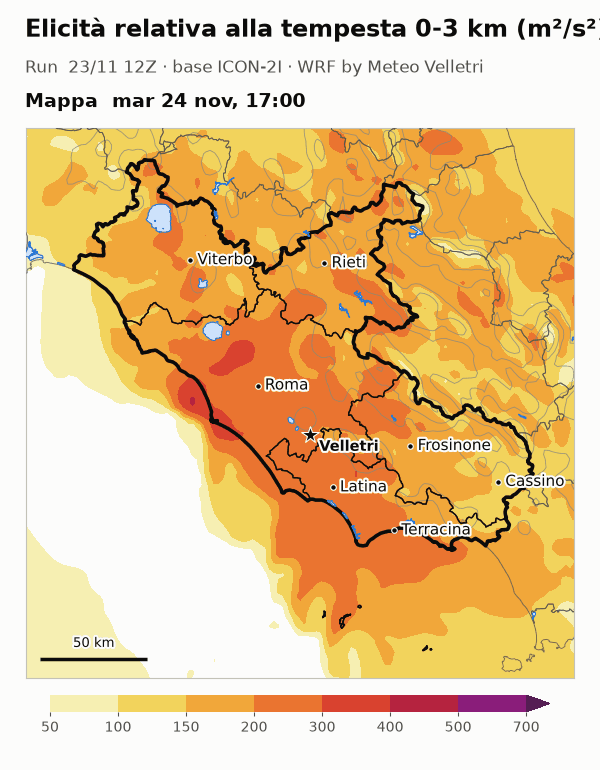 Elicità relativa alla tempesta 0-3 km (m²/s²)
Run 23/11 12Z · base ICON-2I · WRF by Meteo Velletri
Mappa mar 24 nov, 17:00
Viterbo
Rieti
Roma
Velletri
Frosinone
Latina
Cassino
Terracina
50 km
50 100 150 200 300 400 500 700